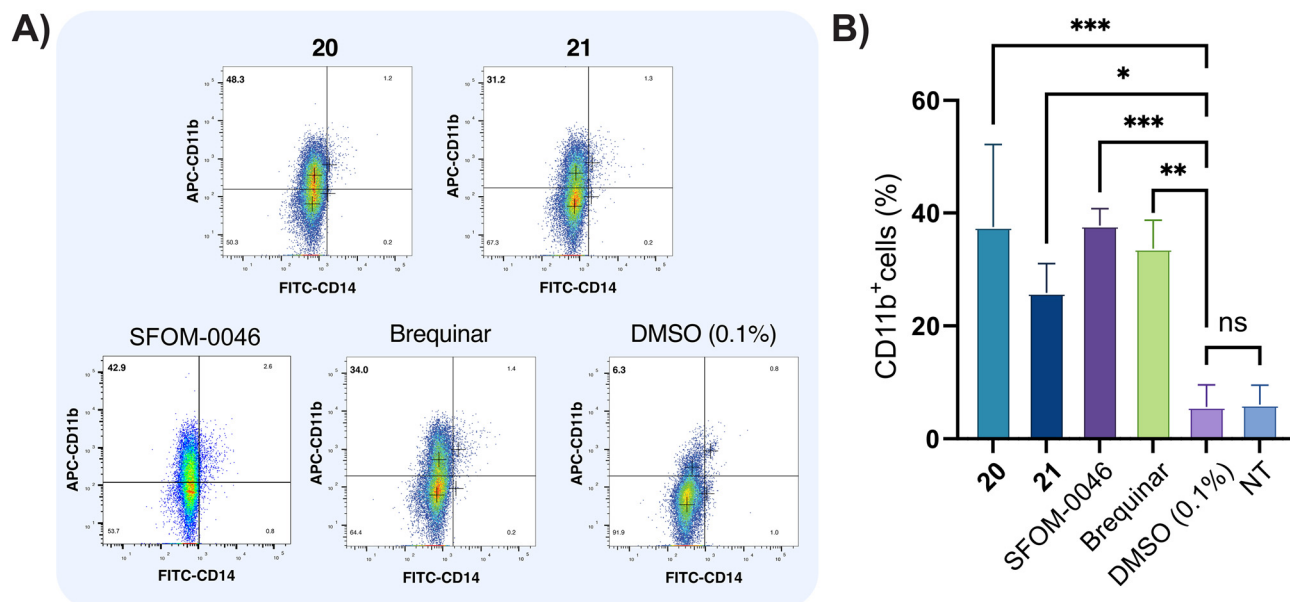 A)
20
48.3
1.2
50.3
0.2
APC-CD11b
FITC-CD14
21
31.2
1.3
67.3
0.2
APC-CD11b
FITC-CD14
SFOM-0046
42.9
2.6
53.7
0.8
APC-CD11b
FITC-CD14
Brequinar
34.0
1.4
64.4
0.2
APC-CD11b
FITC-CD14
DMSO (0.1%)
6.3
0.8
91.9
1.0
APC-CD11b
FITC-CD14
B)
***
*
***
**
ns
CD11b+cells (%)
60
40
20
0
20
21
SFOM-0046
Brequinar
DMSO (0.1%)
NT